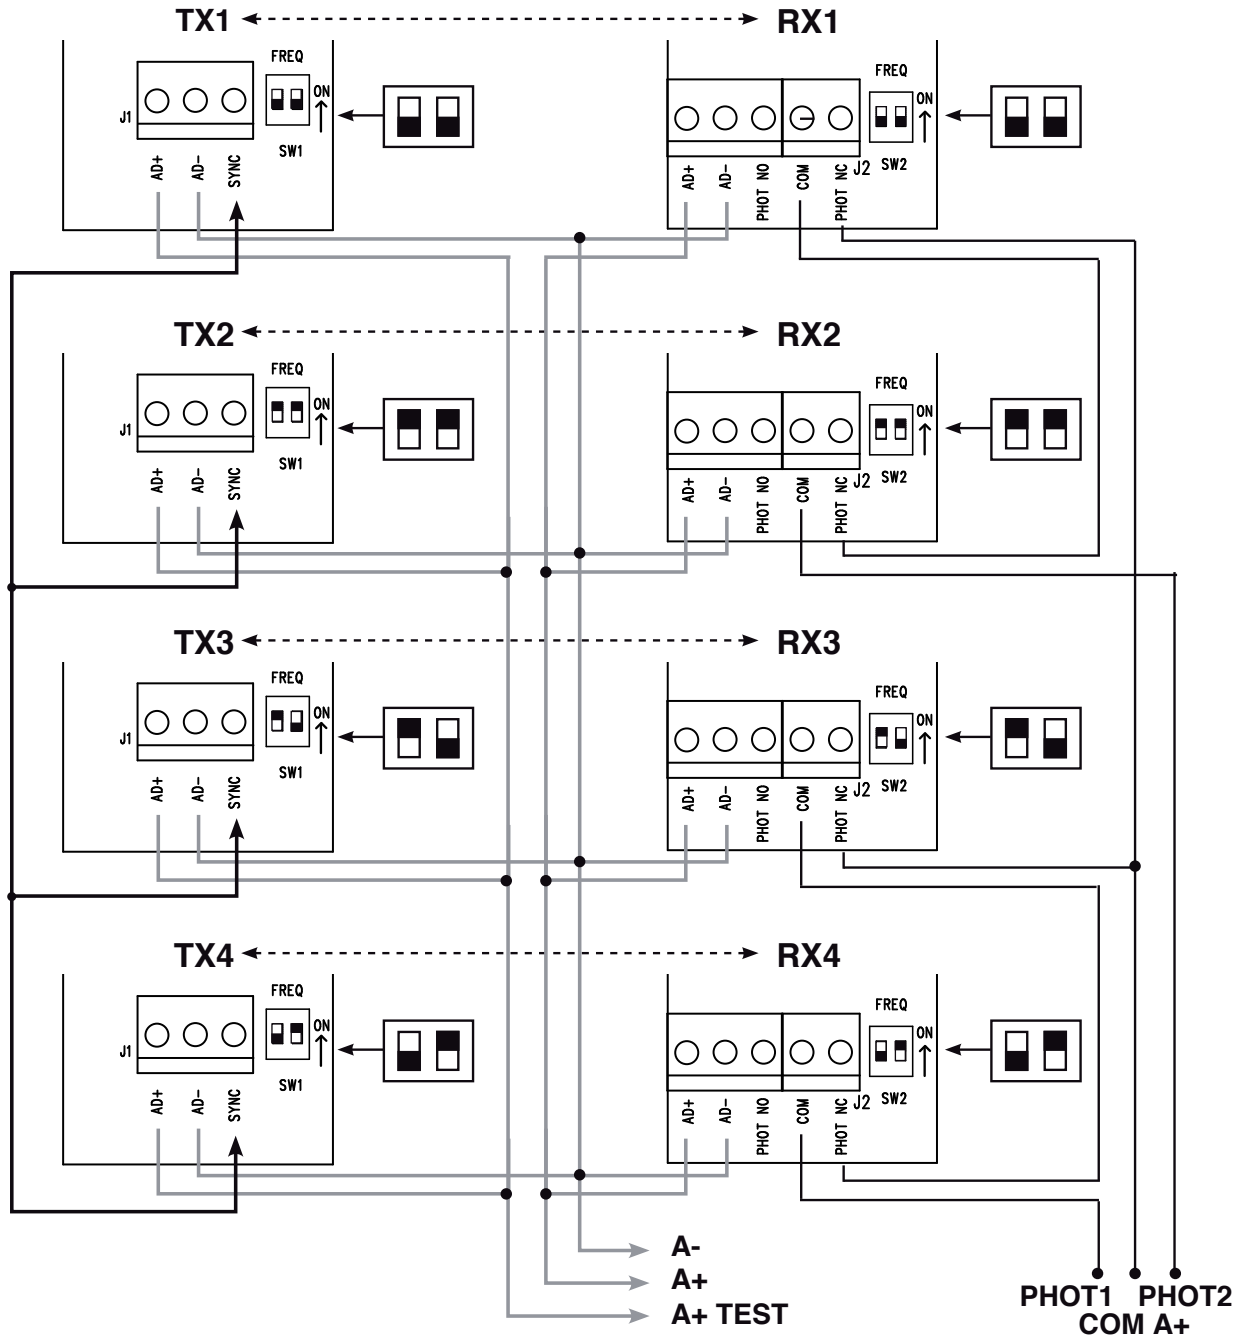 TX1 RX1
FREQ
ON
J1
SW1
AD+ AD- SYNC
FREQ
ON
J2 SW2
AD+ AD- PHOT NO COM PHOT NC
TX2 RX2
FREQ
ON
J1
SW1
AD+ AD- SYNC
FREQ
ON
J2 SW2
AD+ AD- PHOT NO COM PHOT NC
TX3 RX3
FREQ
ON
J1
SW1
AD+ AD- SYNC
FREQ
ON
J2 SW2
AD+ AD- PHOT NO COM PHOT NC
TX4 RX4
FREQ
ON
J1
SW1
AD+ AD- SYNC
FREQ
ON
J2 SW2
AD+ AD- PHOT NO COM PHOT NC
A-
A+
A+ TEST
PHOT1 PHOT2
COM A+